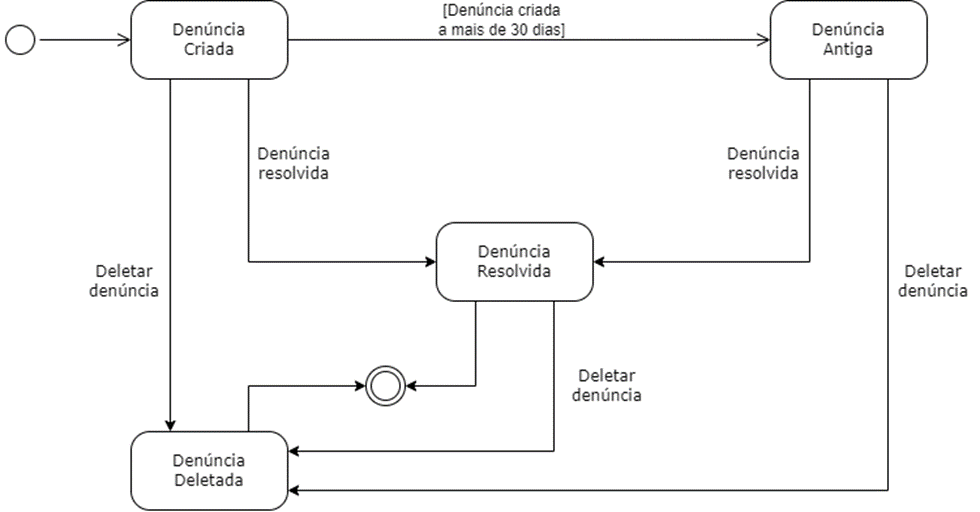 [Denúncia criada
a mais de 30 dias]
Denúncia
Criada
Denúncia
Antiga
Denúncia
resolvida
Denúncia
resolvida
Denúncia
Resolvida
Deletar
denúncia
Deletar
denúncia
Deletar
denúncia
Denúncia
Deletada